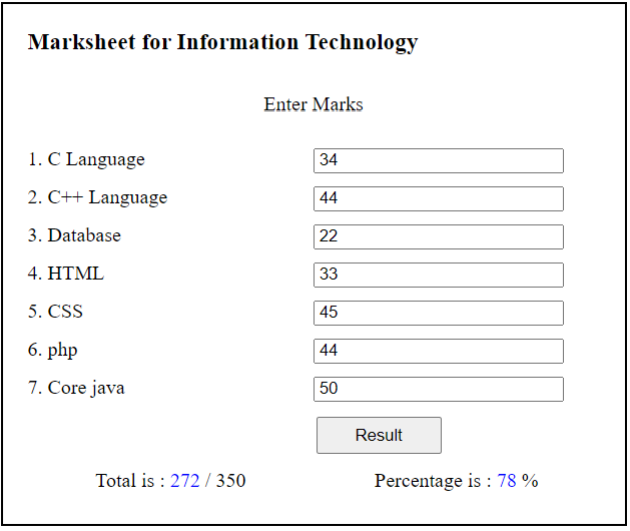 Marksheet for Information Technology
Enter Marks
1. C Language 34
2. C++ Language 44
3. Database 22
4. HTML 33
5. CSS 45
6. php 44
7. Core java 50
Result
Total is : 272 / 350 Percentage is : 78 %